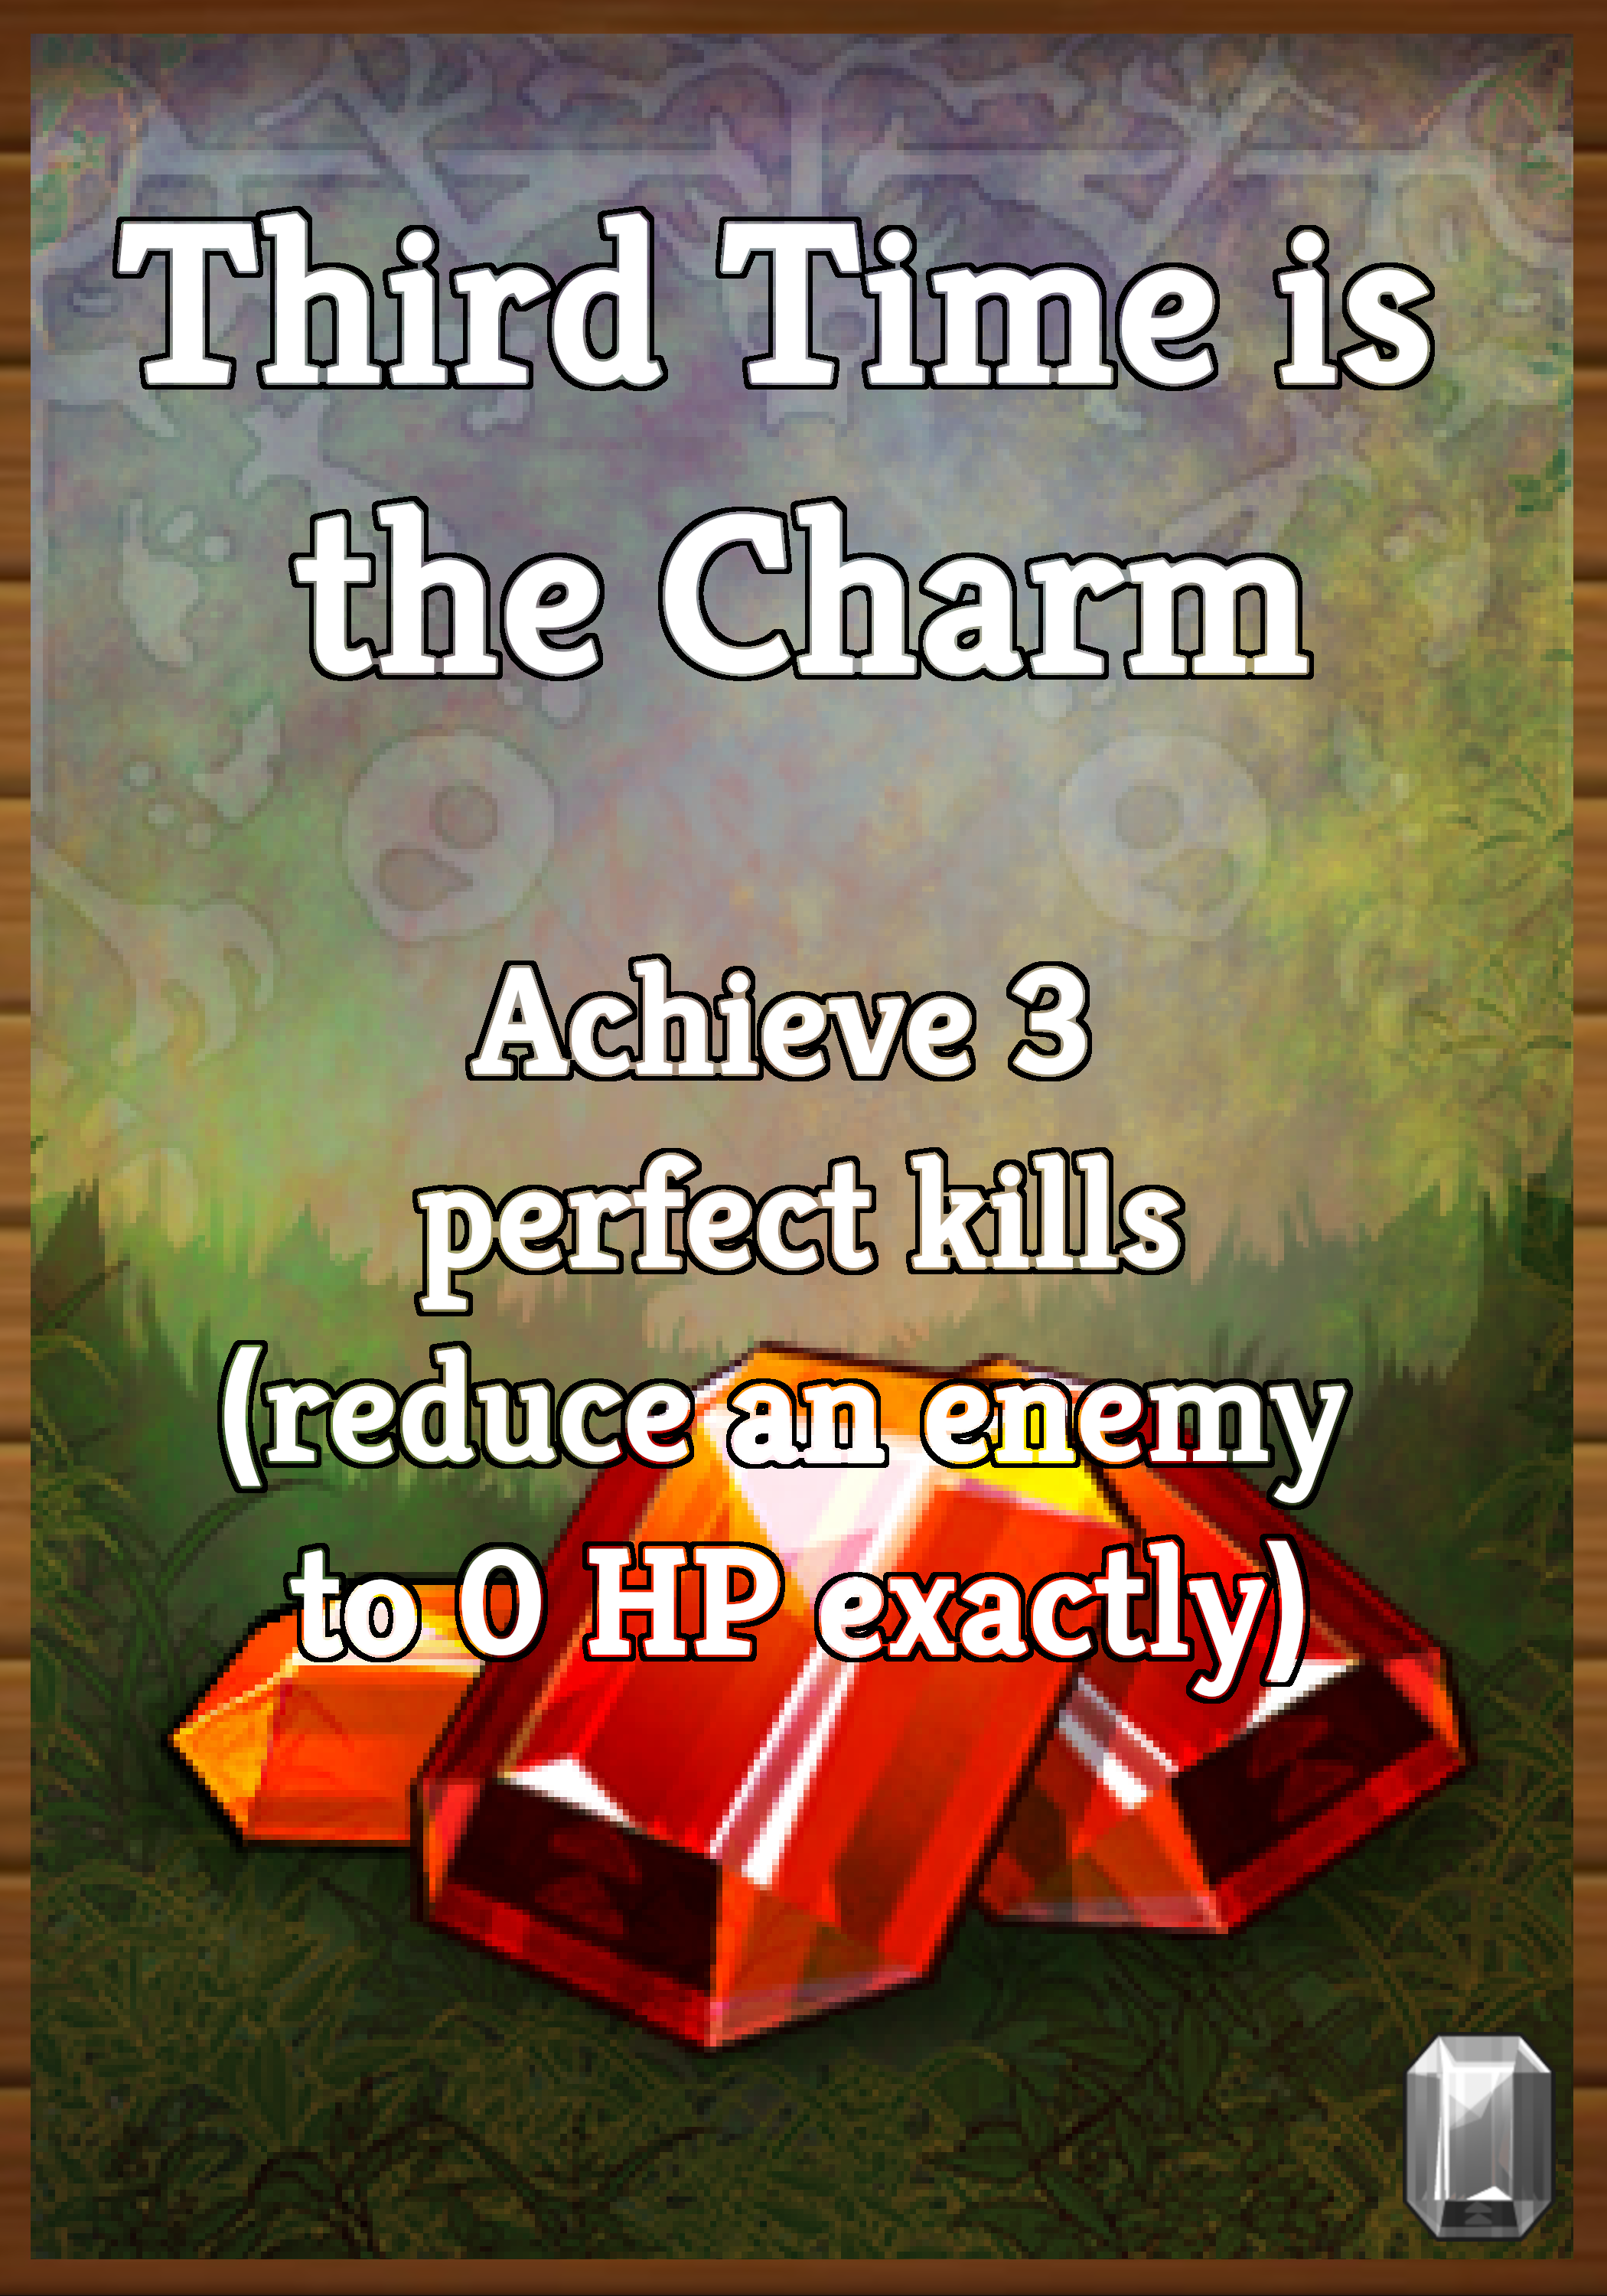 Third Time is
the Charm
Achieve 3
perfect kills
(reduce an enemy
to 0 HP exactly)